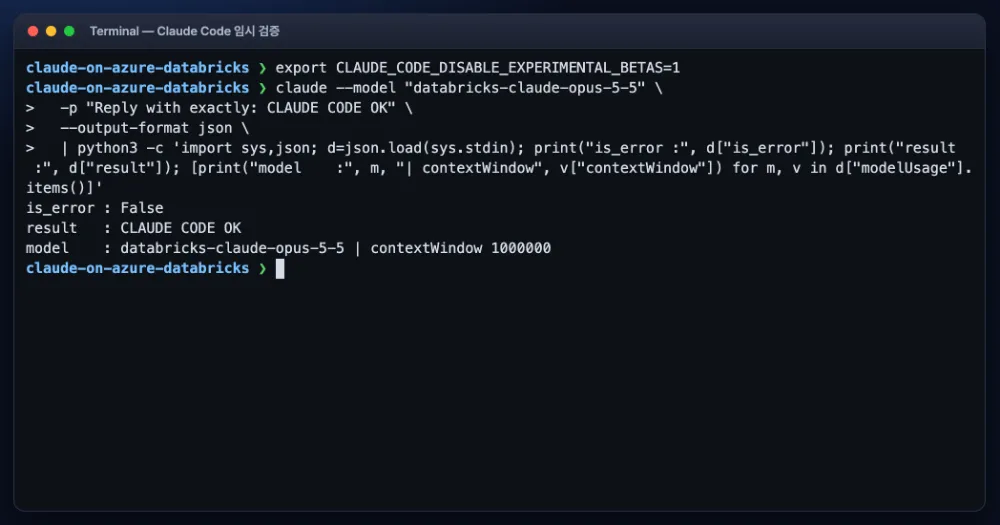 Terminal — Claude Code 임시 검증
claude-on-azure-databricks ❯ export CLAUDE_CODE_DISABLE_EXPERIMENTAL_BETAS=1
claude-on-azure-databricks ❯ claude --model "databricks-claude-opus-5-5" \
>   -p "Reply with exactly: CLAUDE CODE OK" \
>   --output-format json \
>   | python3 -c 'import sys,json; d=json.load(sys.stdin); print("is_error :", d["is_error"]); print("result
 :", d["result"]); [print("model    :", m, "| contextWindow", v["contextWindow"]) for m, v in d["modelUsage"].
items()]'
is_error : False
result   : CLAUDE CODE OK
model    : databricks-claude-opus-5-5 | contextWindow 1000000
claude-on-azure-databricks ❯